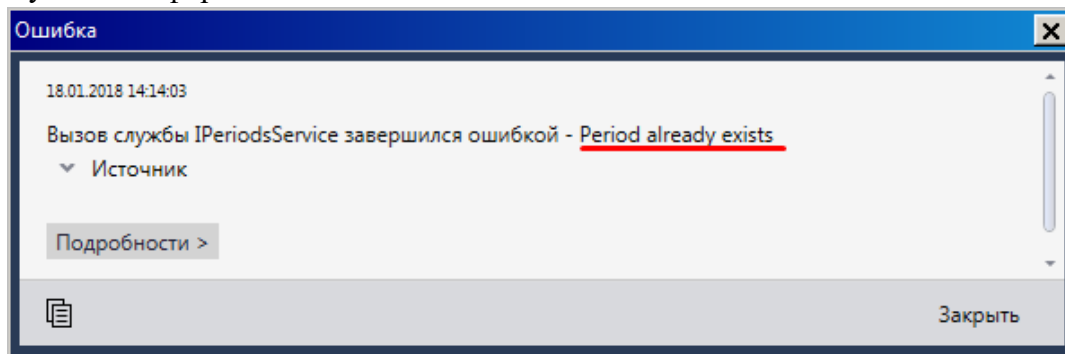 Ошибка
18.01.2018 14:14:03
Вызов службы IPeriodsService завершился ошибкой - Period already exists
Источник
Подробности >
Закрыть